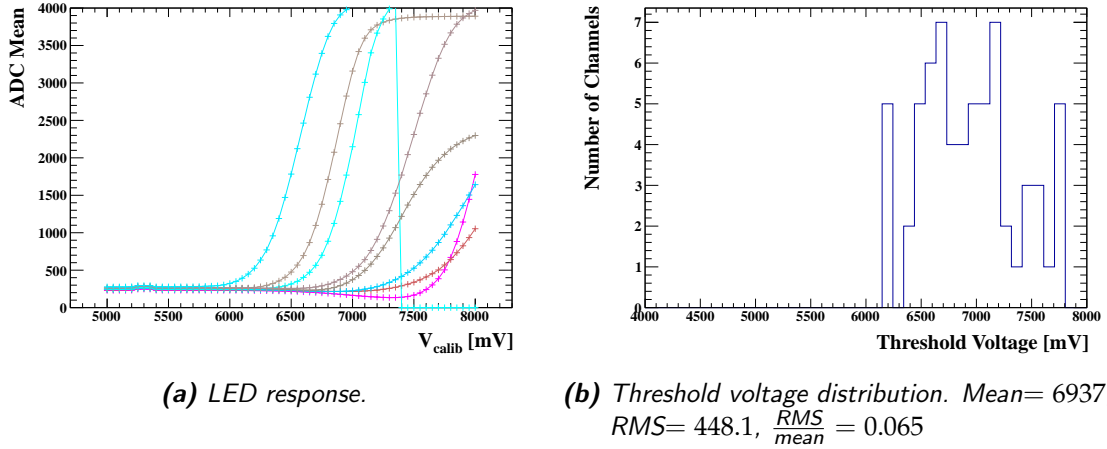 4000
3500
3000
2500
2000
1500
1000
500
0
ADC Mean
5000 5500 6000 6500 7000 7500 8000
V_calib [mV]
7
6
5
4
3
2
1
0
Number of Channels
4000 4500 5000 5500 6000 6500 7000 7500 8000
Threshold Voltage [mV]
(a) LED response.
(b) Threshold voltage distribution. Mean= 6937
RMS= 448.1, RMS/mean = 0.065